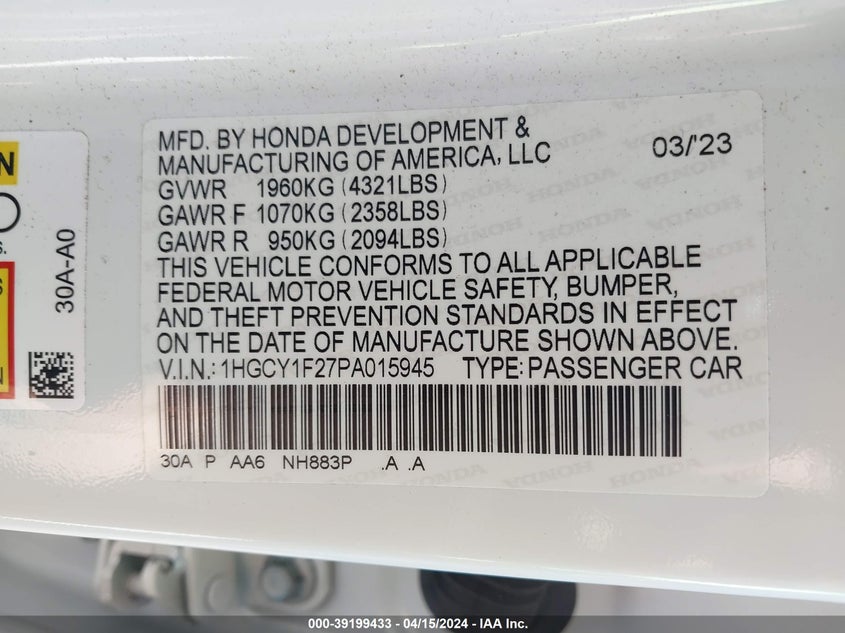 MFD. BY HONDA DEVELOPMENT &
MANUFACTURING OF AMERICA, LLC 03/'23
GVWR 1960KG (4321LBS)
GAWR F 1070KG (2358LBS)
GAWR R 950KG (2094LBS)
THIS VEHICLE CONFORMS TO ALL APPLICABLE
FEDERAL MOTOR VEHICLE SAFETY, BUMPER,
AND THEFT PREVENTION STANDARDS IN EFFECT
ON THE DATE OF MANUFACTURE SHOWN ABOVE.
V.I.N.: 1HGCY1F27PA015945 TYPE: PASSENGER CAR
30A P AA6 NH883P .A .A
30A-A0
000-39199433 - 04/15/2024 - IAA Inc.